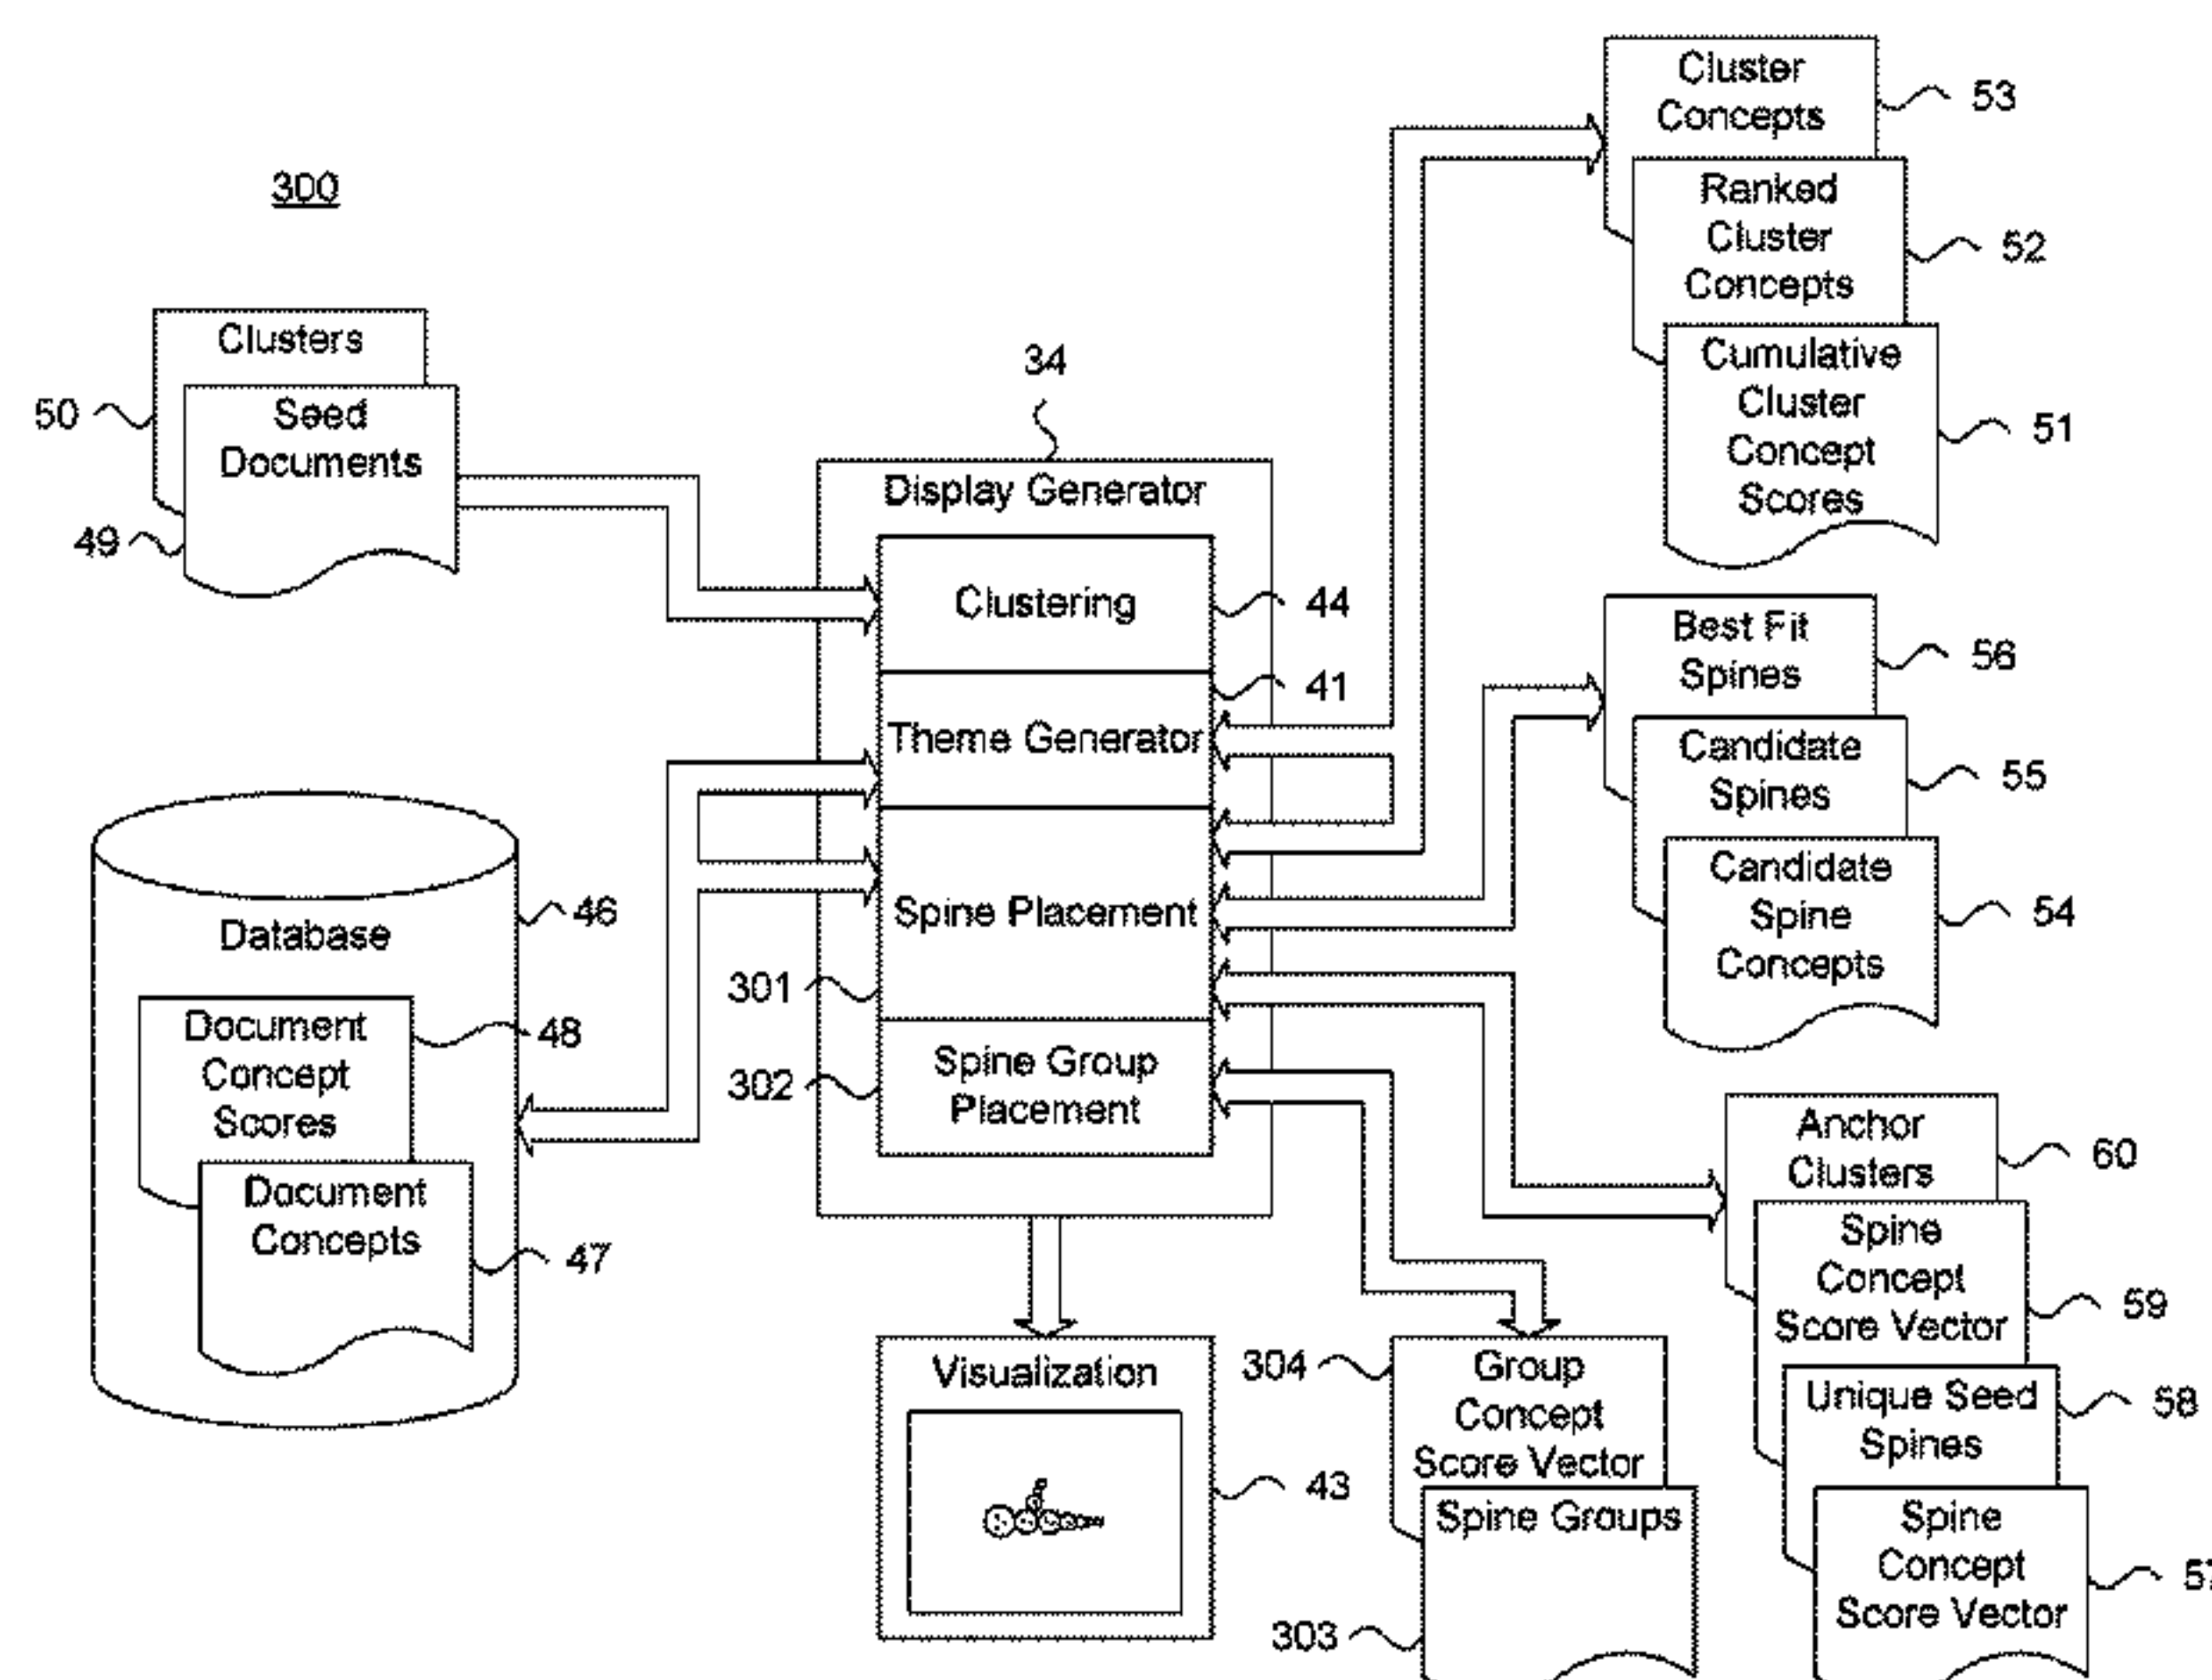 300
Clusters
50
Seed
Documents
49
34
Display Generator
Clustering
44
41
Theme Generator
Spine Placement
301
Spine Group
Placement
302
Database
46
Document
Concept
Scores
48
Document
Concepts
47
Visualization
43
Cluster
Concepts
53
Ranked
Cluster
Concepts
52
Cumulative
Cluster
Concept
Scores
51
Best Fit
Spines
56
Candidate
Spines
55
Candidate
Spine
Concepts
54
Anchor
Clusters
60
Spine
Concept
Score Vector
59
Unique Seed
Spines
58
Spine
Concept
Score Vector
304
Group
Concept
Score Vector
Spine Groups
303